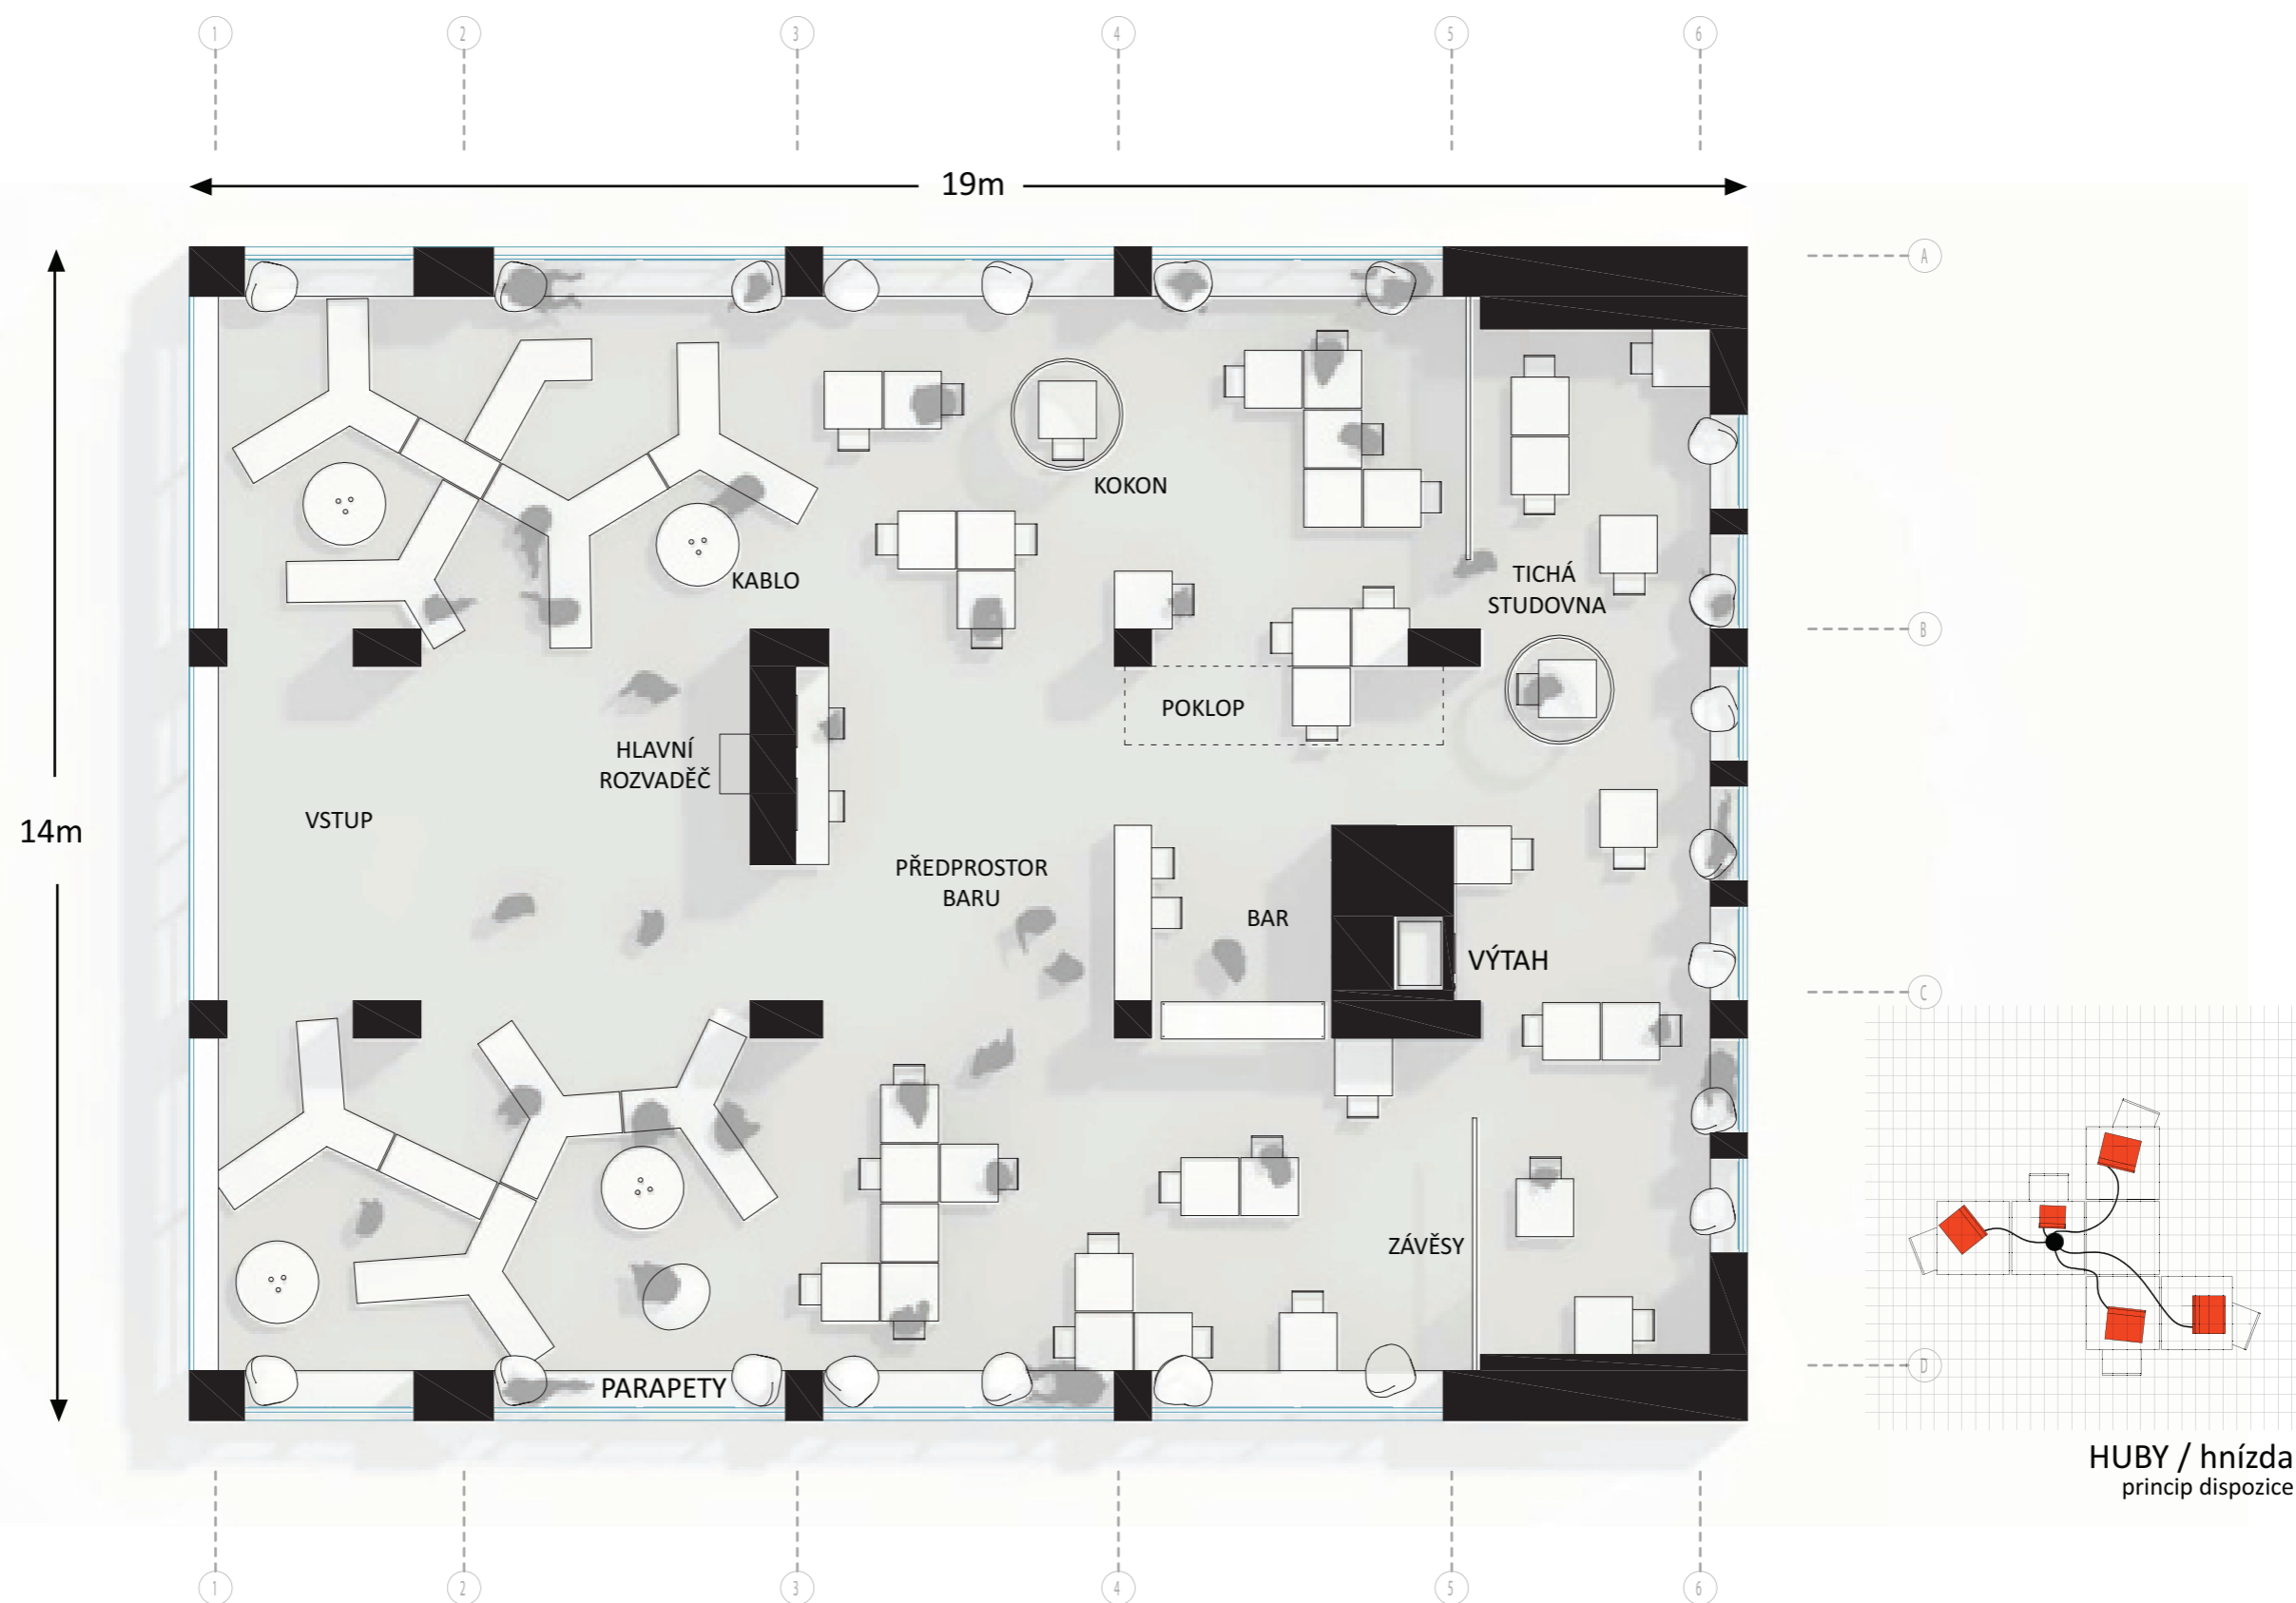 1 2 3 4 5 6
19m
A
KOKON
KABLO
TICHÁ
STUDOVNA
B
POKLOP
HLAVNÍ
ROZVADĚČ
VSTUP
14m
PŘEDPROSTOR
BARU
BAR
VÝTAH
C
ZÁVĚSY
D
PARAPETY
HUBY / hnízda
princip dispozice
1 2 3 4 5 6